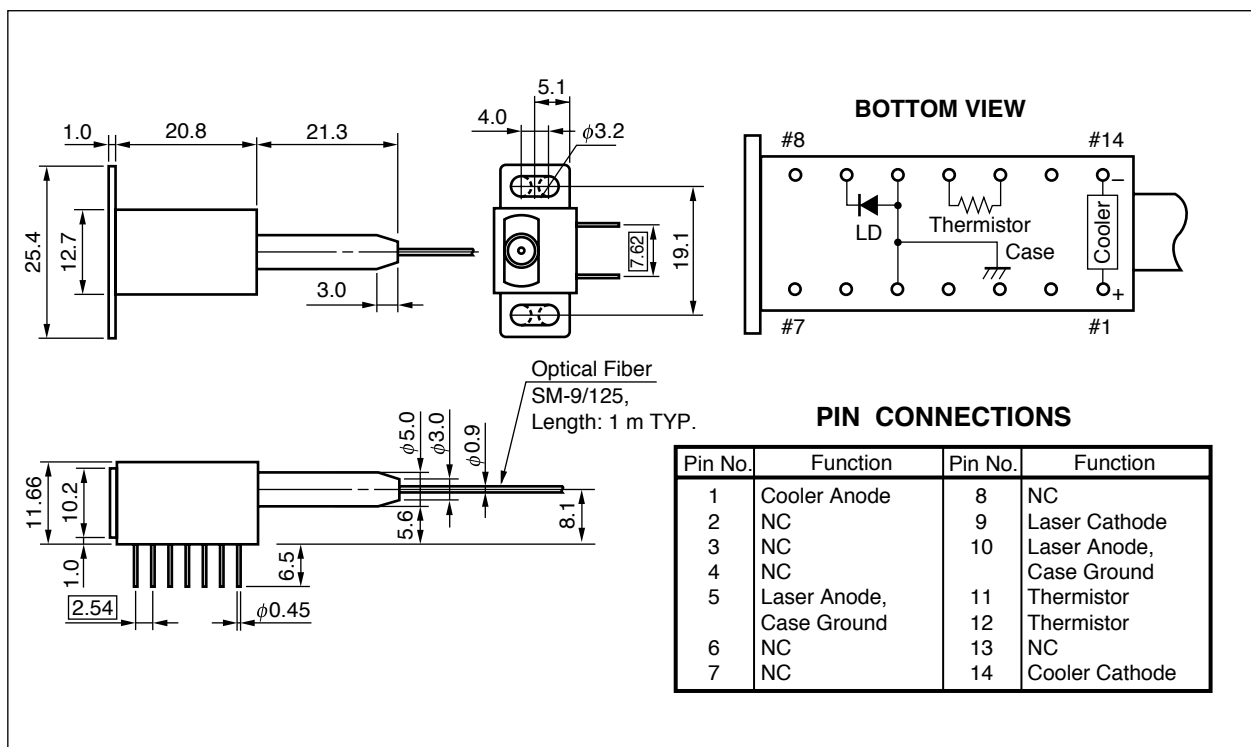 1.0
20.8
21.3
25.4
12.7
3.0
5.1
4.0
ϕ3.2
7.62
19.1
BOTTOM VIEW
#8
#14
LD
Thermistor
Case
Cooler
–
+
#7
#1
Optical Fiber
SM-9/125,
Length: 1 m TYP.
11.66
10.2
1.0
2.54
ϕ0.45
6.5
ϕ5.0
ϕ3.0
ϕ0.9
5.6
8.1
PIN CONNECTIONS
Pin No. Function Pin No. Function
1 Cooler Anode 8 NC
2 NC 9 Laser Cathode
3 NC 10 Laser Anode,
4 NC Case Ground
5 Laser Anode, 11 Thermistor
Case Ground 12 Thermistor
6 NC 13 NC
7 NC 14 Cooler Cathode